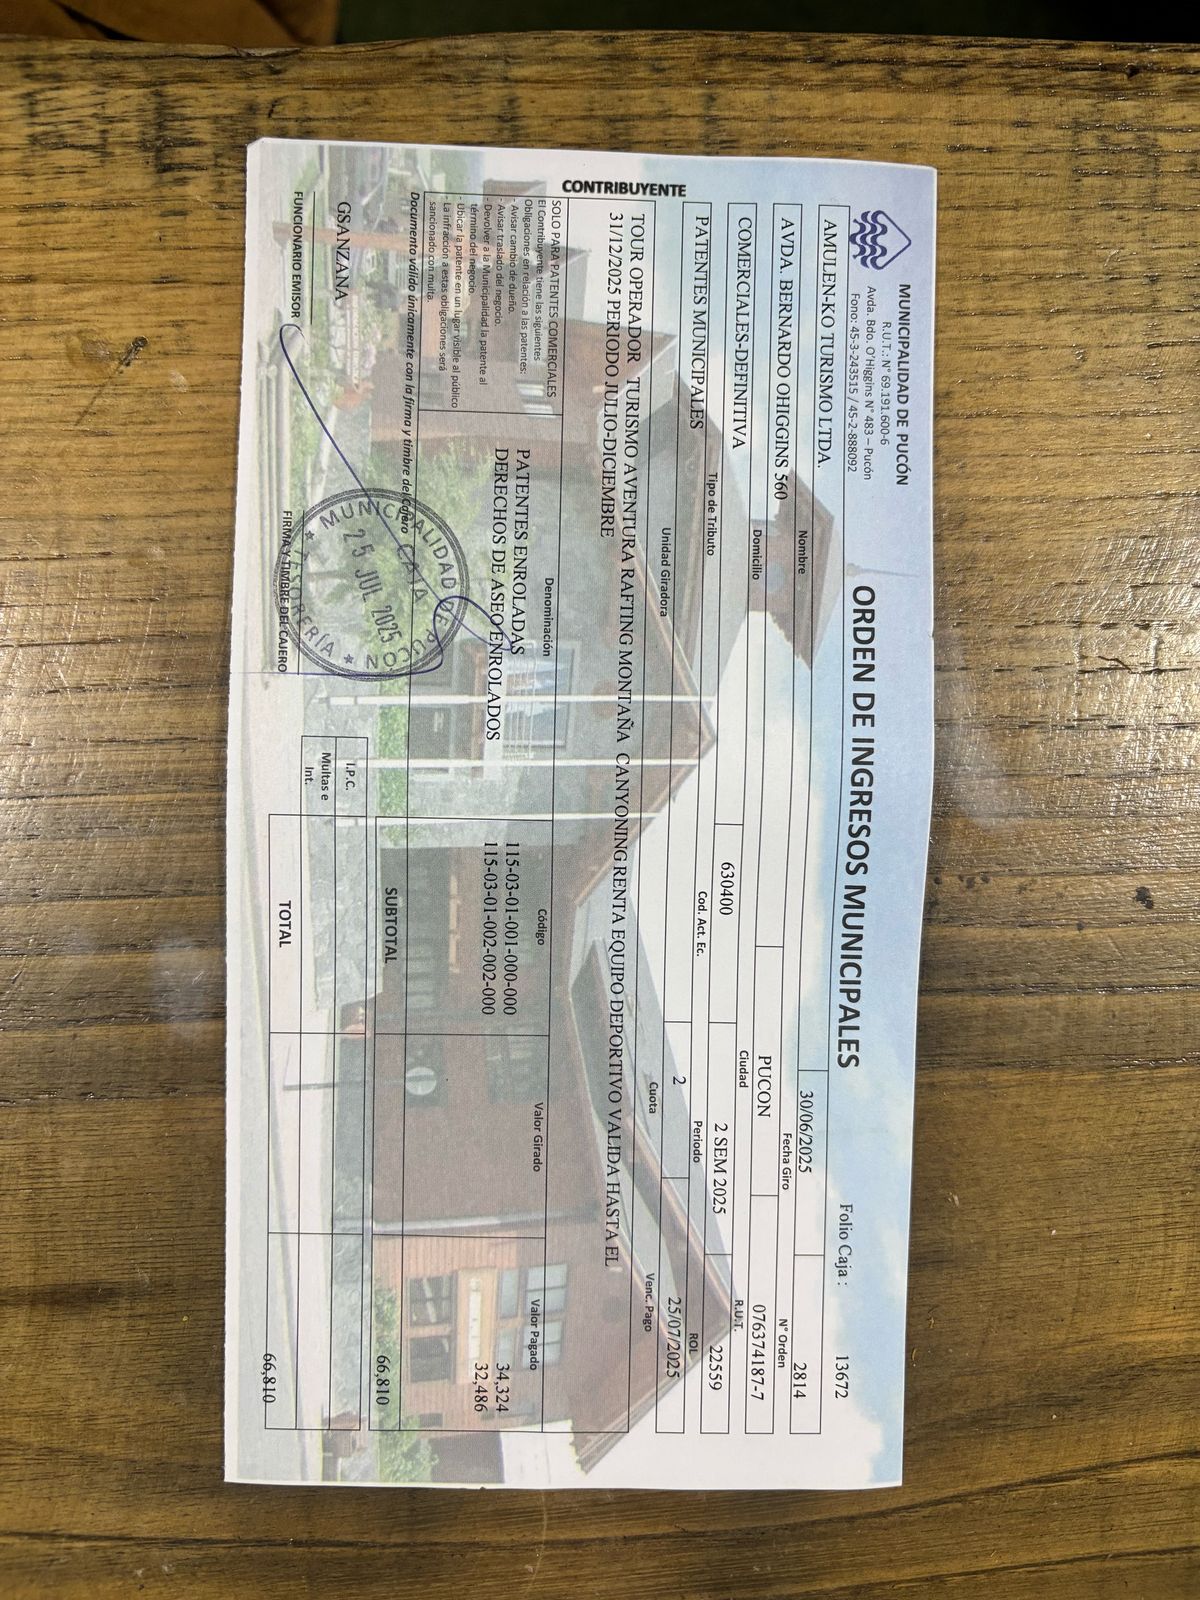 MUNICIPALIDAD DE PUCÓN
R.U.T.: N° 69.191.600-6
Avda. Bdo. O'Higgins N° 483 – Pucón
Fono: 45-3-243515 / 45-2-888092
ORDEN DE INGRESOS MUNICIPALES
Folio Caja : 13672
AMULEN-KO TURISMO LTDA. 30/06/2025 2814
Nombre Fecha Giro N° Orden
AVDA. BERNARDO OHIGGINS 560 PUCON 076374187-7
Domicilio Ciudad R.U.T.
COMERCIALES-DEFINITIVA 630400 2 SEM 2025 22559
Tipo de Tributo Cod. Act. Ec. Periodo ROL
PATENTES MUNICIPALES 2 25/07/2025
Unidad Giradora Cuota Venc. Pago
CONTRIBUYENTE
TOUR OPERADOR TURISMO AVENTURA RAFTING MONTAÑA CANYONING RENTA EQUIPO DEPORTIVO VALIDA HASTA EL
31/12/2025 PERIODO JULIO-DICIEMBRE
SOLO PARA PATENTES COMERCIALES
El Contribuyente tiene las siguientes
Obligaciones en relación a las patentes:
- Avisar cambio de dueño.
- Avisar traslado del negocio.
- Devolver a la Municipalidad la patente al
término del negocio.
- Ubicar la patente en un lugar visible al público
- La infracción a estas obligaciones será
sancionado con multa.
Denominación Código Valor Girado Valor Pagado
PATENTES ENROLADAS 115-03-01-001-000-000 34,324
DERECHOS DE ASEO ENROLADOS 115-03-01-002-002-000 32,486
Documento válido únicamente con la firma y timbre del Cajero
SUBTOTAL 66,810
I.P.C.
Multas e
Int.
TOTAL 66,810
GSANZANA
FUNCIONARIO EMISOR
FIRMA Y TIMBRE DEL CAJERO
MUNICIPALIDAD DE PUCON
CAJA
25 JUL 2025
TESORERÍA